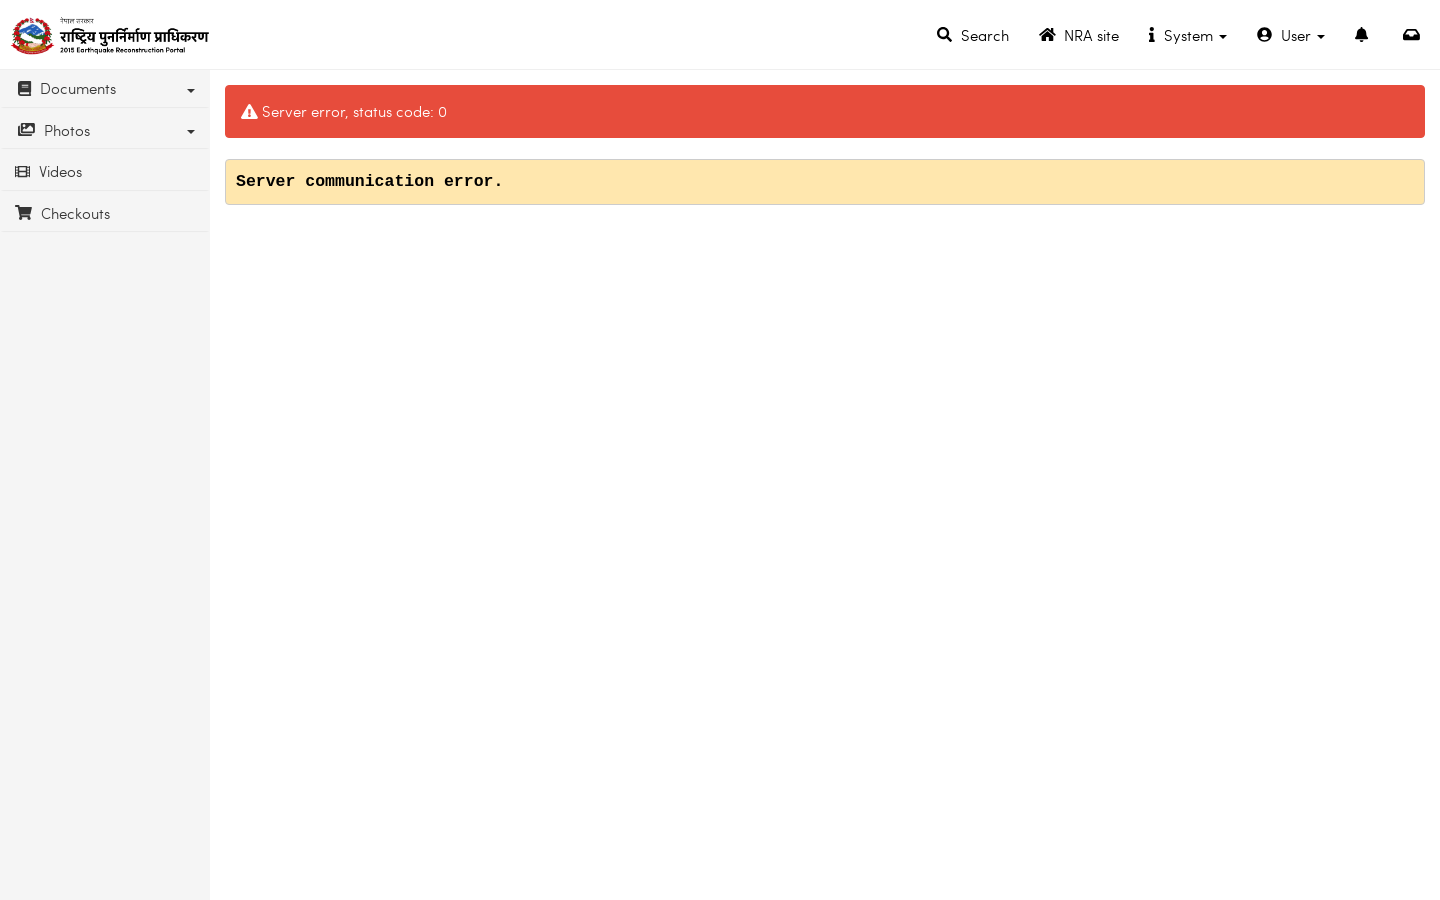 नेपाल सरकार
राष्ट्रिय पुनर्निर्माण प्राधिकरण
2015 Earthquake Reconstruction Portal
Search
NRA site
System
User
Documents
Photos
Videos
Checkouts
Server error, status code: 0
Server communication error.